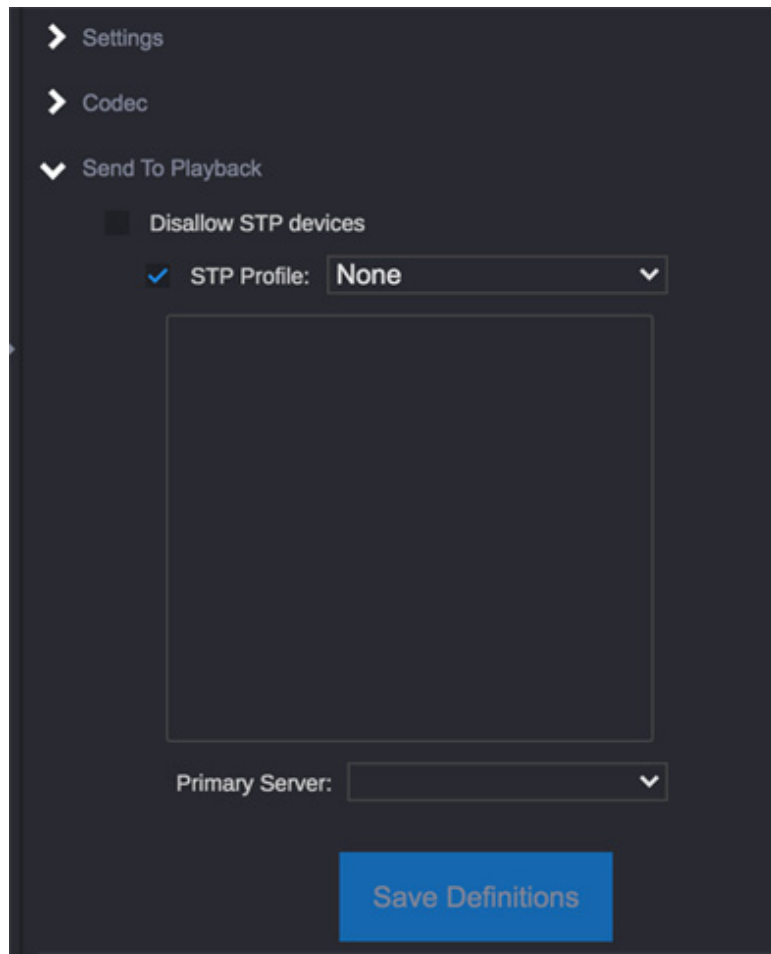 Settings
Codec
Send To Playback
Disallow STP devices
STP Profile: None
Primary Server:
Save Definitions